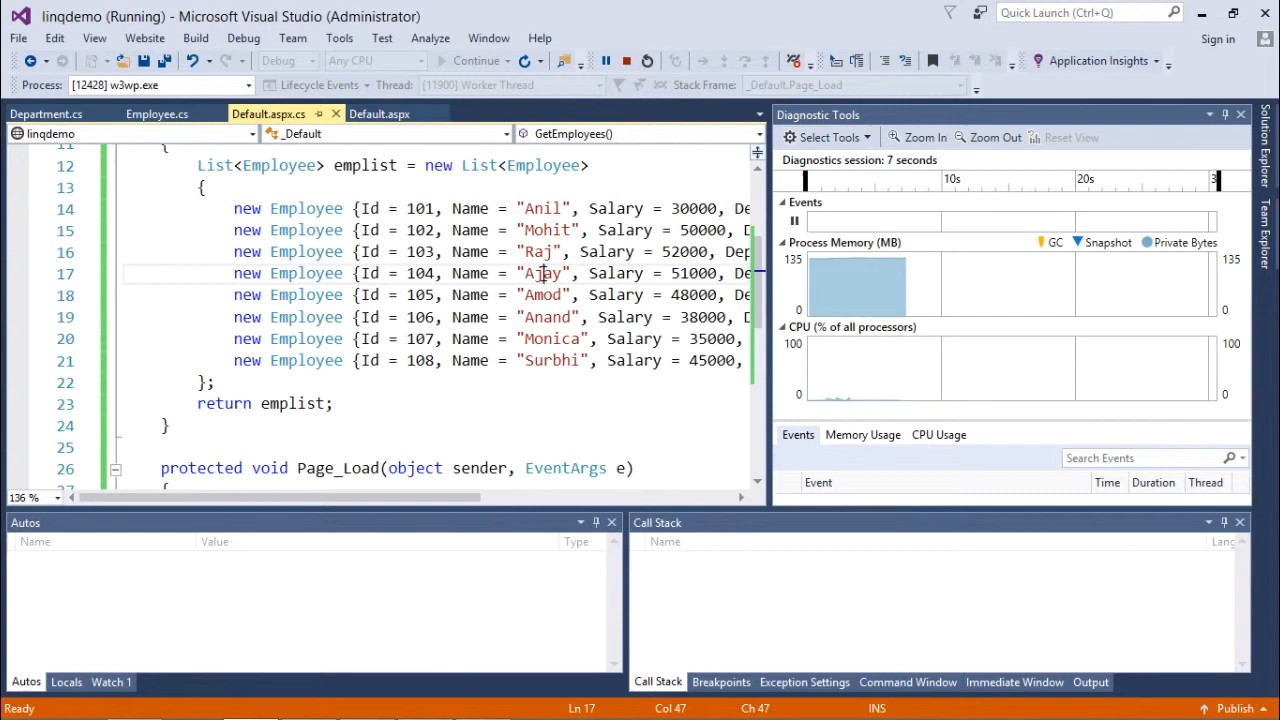 linqdemo (Running) - Microsoft Visual Studio (Administrator)
Quick Launch (Ctrl+Q)
File Edit View Website Build Debug Team Tools Test Analyze Window Help
Sign in
Debug Any CPU Continue Application Insights
Process: [12428] w3wp.exe Lifecycle Events Thread: [11900] Worker Thread Stack Frame: _Default.Page_Load
Department.cs Employee.cs Default.aspx.cs Default.aspx
linqdemo _Default GetEmployees()
11 {
12 List<Employee> emplist = new List<Employee>
13 {
14 new Employee {Id = 101, Name = "Anil", Salary = 30000, De
15 new Employee {Id = 102, Name = "Mohit", Salary = 50000, D
16 new Employee {Id = 103, Name = "Raj", Salary = 52000, Dep
17 new Employee {Id = 104, Name = "Ajay", Salary = 51000, De
18 new Employee {Id = 105, Name = "Amod", Salary = 48000, De
19 new Employee {Id = 106, Name = "Anand", Salary = 38000, D
20 new Employee {Id = 107, Name = "Monica", Salary = 35000,
21 new Employee {Id = 108, Name = "Surbhi", Salary = 45000,
22 };
23 return emplist;
24 }
25
26 protected void Page_Load(object sender, EventArgs e)
27 {
136 %
Diagnostic Tools
Select Tools Zoom In Zoom Out Reset View
Diagnostics session: 7 seconds
10s 20s 3
Events
Process Memory (MB) GC Snapshot Private Bytes
135 135
0 0
CPU (% of all processors)
100 100
0 0
Events Memory Usage CPU Usage
Search Events
Event Time Duration Thread
Solution Explorer
Team Explorer
Autos
Name Value Type
Autos Locals Watch 1
Call Stack
Name Lang
Call Stack Breakpoints Exception Settings Command Window Immediate Window Output
Ready Ln 17 Col 47 Ch 47 INS Publish